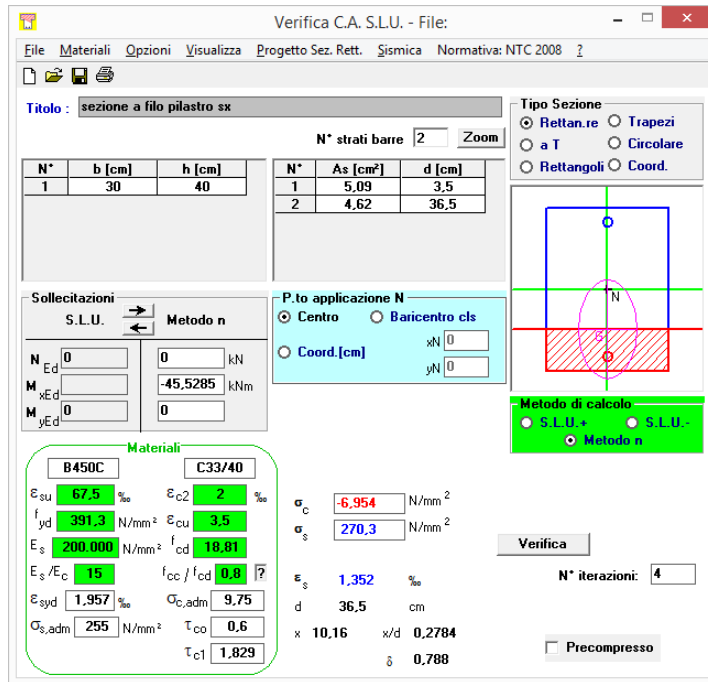 Verifica C.A. S.L.U. - File:
File Materiali Opzioni Visualizza Progetto Sez. Rett. Sismica Normativa: NTC 2008 ?
Titolo : sezione a filo pilastro sx
N° strati barre 2 Zoom
Tipo Sezione
Rettan.re Trapezi
a T Circolare
Rettangoli Coord.
N° b [cm] h [cm]
1 30 40
N° As [cm²] d [cm]
1 5,09 3,5
2 4,62 36,5
N
Sollecitazioni
S.L.U. Metodo n
N Ed 0 0 kN
M xEd -45,5285 kNm
M yEd 0 0
P.to applicazione N
Centro Baricentro cls
Coord.[cm] xN 0
yN 0
Metodo di calcolo
S.L.U.+ S.L.U.-
Metodo n
Materiali
B450C C33/40
εsu 67,5 ‰ εc2 2 ‰
fyd 391,3 N/mm² εcu 3,5
Es 200.000 N/mm² fcd 18,81
Es /Ec 15 fcc / fcd 0,8 ?
εsyd 1,957 ‰ σc,adm 9,75
σs,adm 255 N/mm² τco 0,6
τc1 1,829
σc -6,954 N/mm²
σs 270,3 N/mm²
εs 1,352 ‰
d 36,5 cm
x 10,16 x/d 0,2784
δ 0,788
Verifica
N° iterazioni: 4
Precompresso